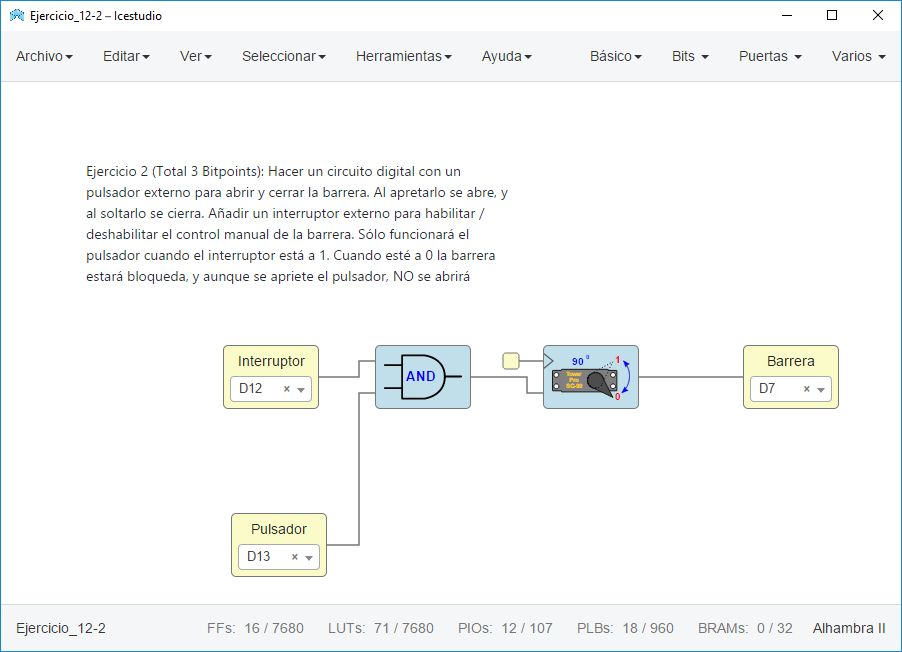 Ejercicio_12-2 – Icestudio
Archivo Editar Ver Seleccionar Herramientas Ayuda Básico Bits Puertas Varios
Ejercicio 2 (Total 3 Bitpoints): Hacer un circuito digital con un
pulsador externo para abrir y cerrar la barrera. Al apretarlo se abre, y
al soltarlo se cierra. Añadir un interruptor externo para habilitar /
deshabilitar el control manual de la barrera. Sólo funcionará el
pulsador cuando el interruptor está a 1. Cuando esté a 0 la barrera
estará bloqueda, y aunque se apriete el pulsador, NO se abrirá
Interruptor
D12 ×
AND
90 º
1
Tower
Pro
SG-90
0
Barrera
D7 ×
Pulsador
D13 ×
Ejercicio_12-2 FFs: 16 / 7680 LUTs: 71 / 7680 PIOs: 12 / 107 PLBs: 18 / 960 BRAMs: 0 / 32 Alhambra II